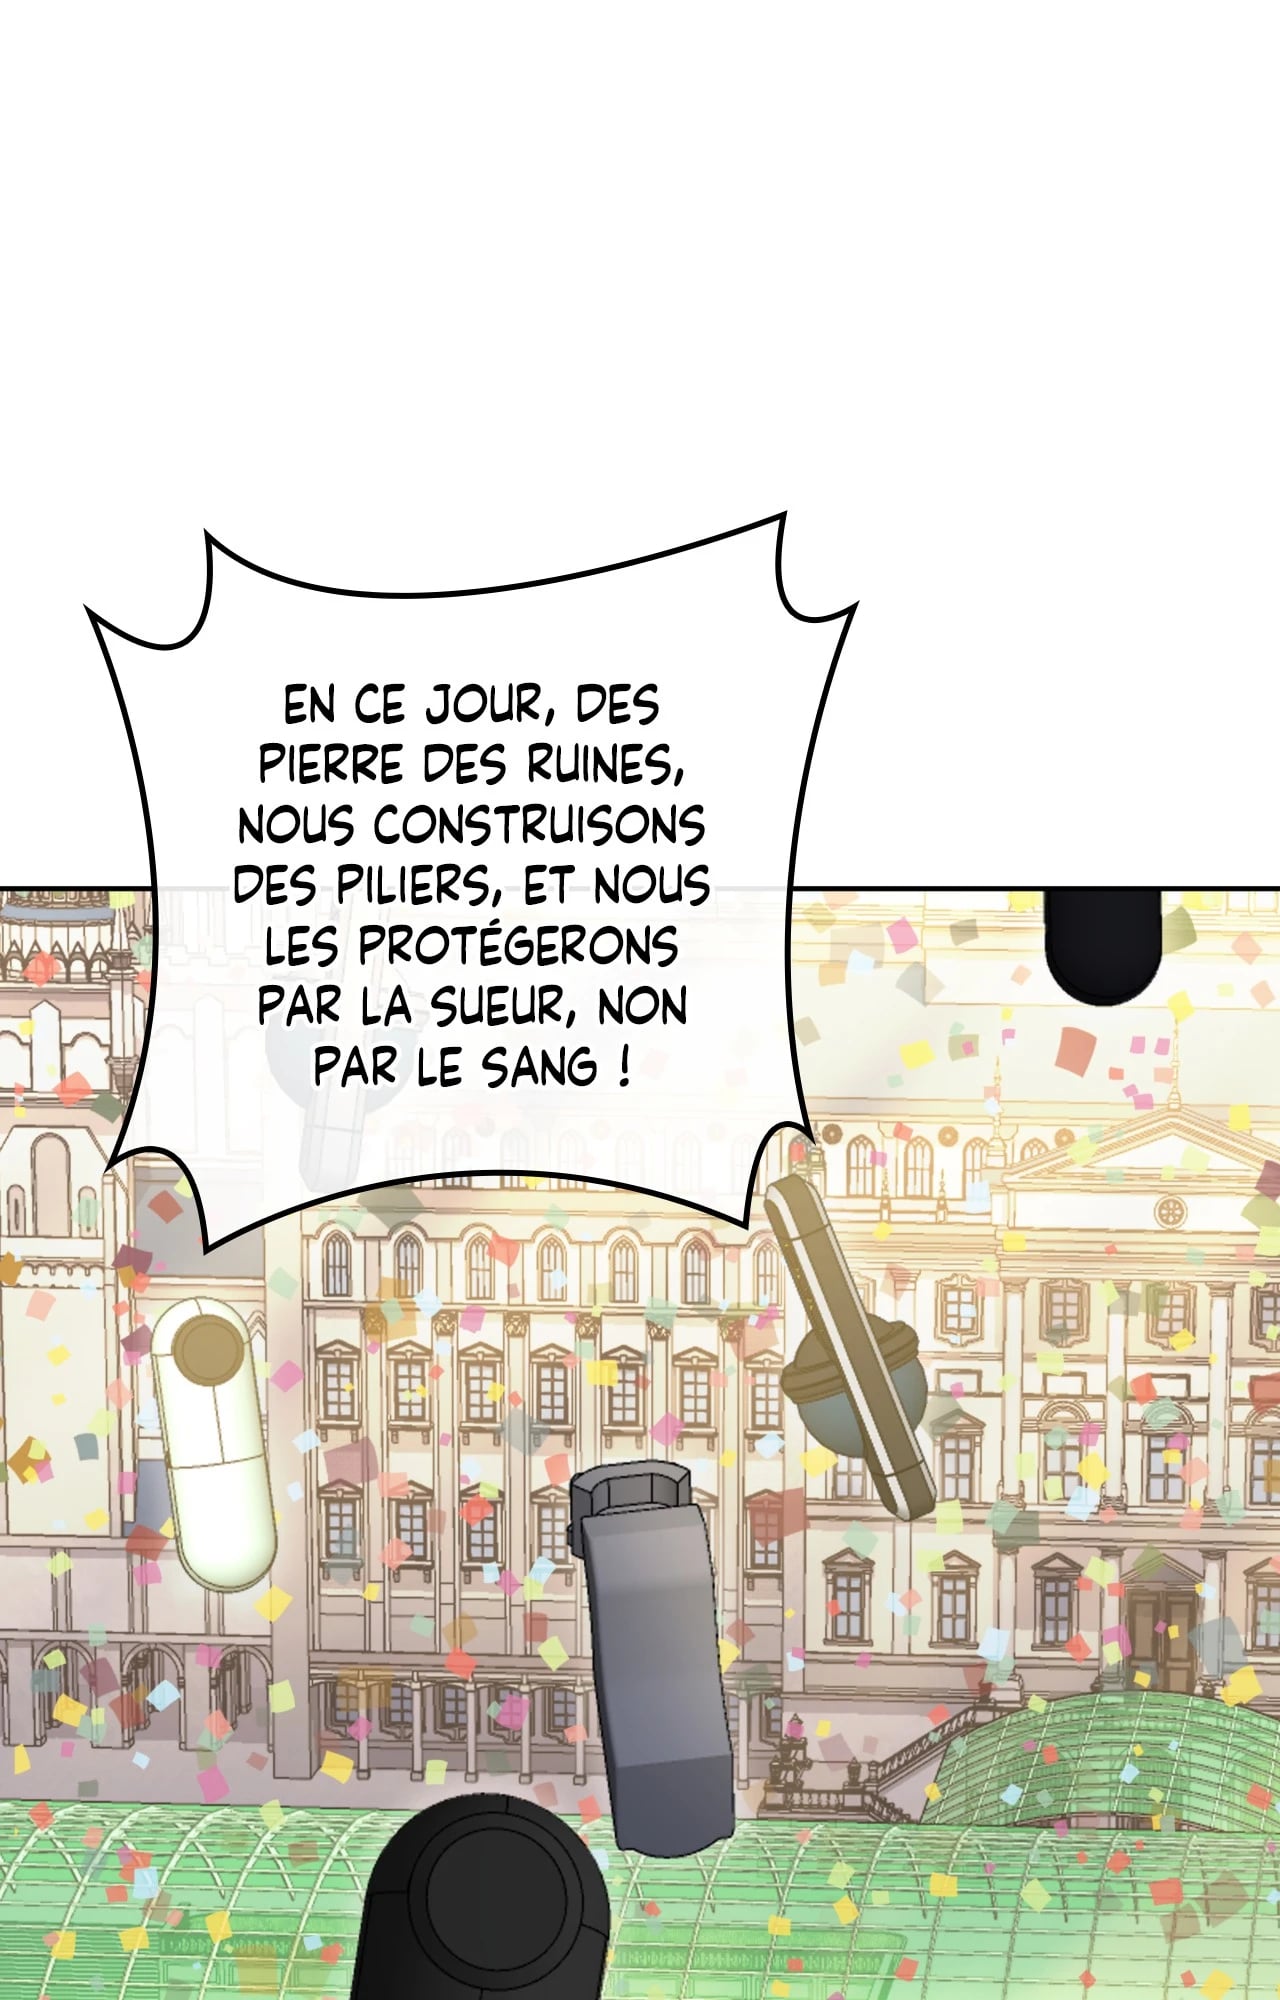 EN CE JOUR, DES
PIERRE DES RUINES,
NOUS CONSTRUISONS
DES PILIERS, ET NOUS
LES PROTÉGERONS
PAR LA SUEUR, NON
PAR LE SANG !